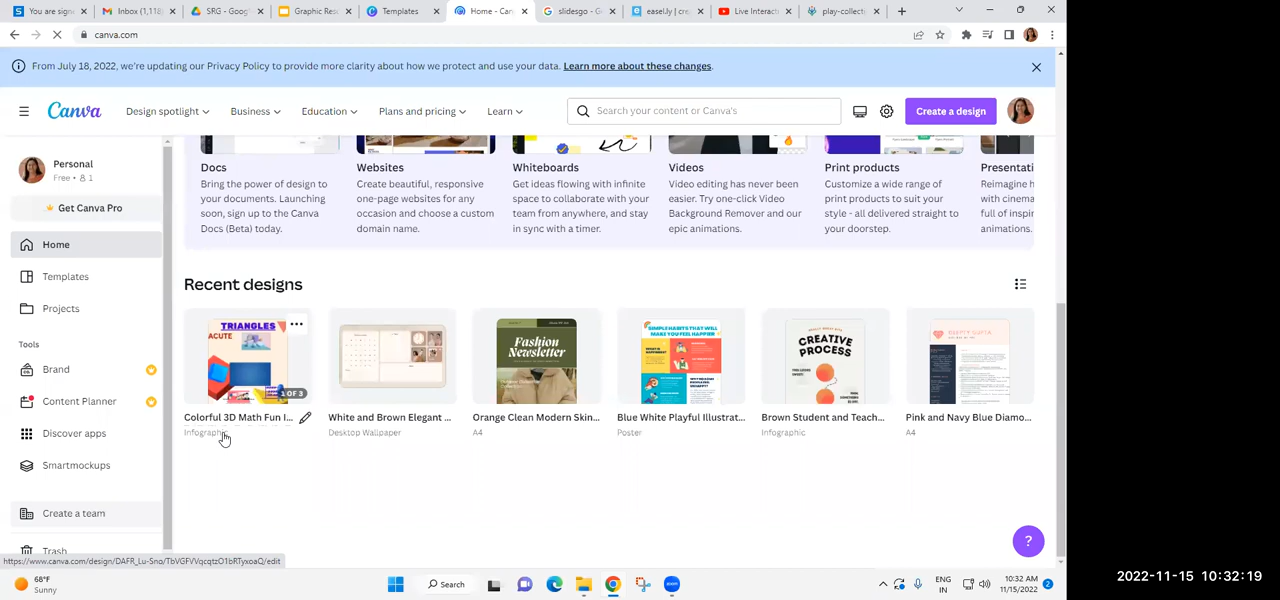 You are sign
Inbox (1,118)
SRG - Goog
Graphic Res
Templates
Home - Can
slidesgo - G
easel.ly | cre
Live Interacti
play-collecti
canva.com
From July 18, 2022, we're updating our Privacy Policy to provide more clarity about how we protect and use your data. Learn more about these changes.
Canva
Design spotlight
Business
Education
Plans and pricing
Learn
Search your content or Canva's
Create a design
Personal
Free • 1
Get Canva Pro
Home
Templates
Projects
Tools
Brand
Content Planner
Discover apps
Smartmockups
Create a team
Trash
Docs
Bring the power of design to
your documents. Launching
soon, sign up to the Canva
Docs (Beta) today.
Websites
Create beautiful, responsive
one-page websites for any
occasion and choose a custom
domain name.
Whiteboards
Get ideas flowing with infinite
space to collaborate with your
team from anywhere, and stay
in sync with a timer.
Videos
Video editing has never been
easier. Try one-click Video
Background Remover and our
epic animations.
Print products
Customize a wide range of
print products to suit your
style - all delivered straight to
your doorstep.
Presentati
Reimagine h
with cinema
full of inspir
animations.
Recent designs
TRIANGLES
ACUTE
1 OF 3
Colorful 3D Math Fun I...
Infographic
White and Brown Elegant ...
Desktop Wallpaper
Fashion
Newsletter
Orange Clean Modern Skin...
A4
SIMPLE HABITS THAT WILL
MAKE YOU FEEL HAPPIER
Blue White Playful Illustrat...
Poster
CREATIVE
PROCESS
Brown Student and Teach...
Infographic
Pink and Navy Blue Diamo...
A4
?
https://www.canva.com/design/DAFR_Lu-Sno/TbVGFVVqcqtzO1bRTyxoaQ/edit
68°F
Sunny
Search
ENG
IN
10:32 AM
11/15/2022
2
2022-11-15 10:32:19